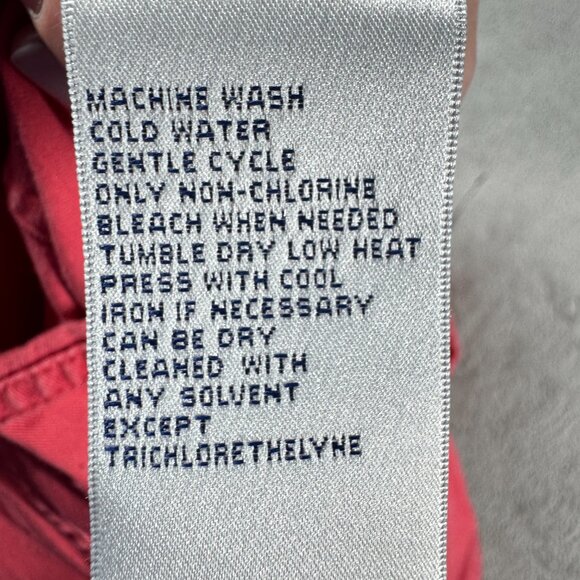 MACHINE WASH
COLD WATER
GENTLE CYCLE
ONLY NON-CHLORINE
BLEACH WHEN NEEDED
TUMBLE DRY LOW HEAT
PRESS WITH COOL
IRON IF NECESSARY
CAN BE DRY
CLEANED WITH
ANY SOLVENT
EXCEPT
TRICHLORETHELYNE